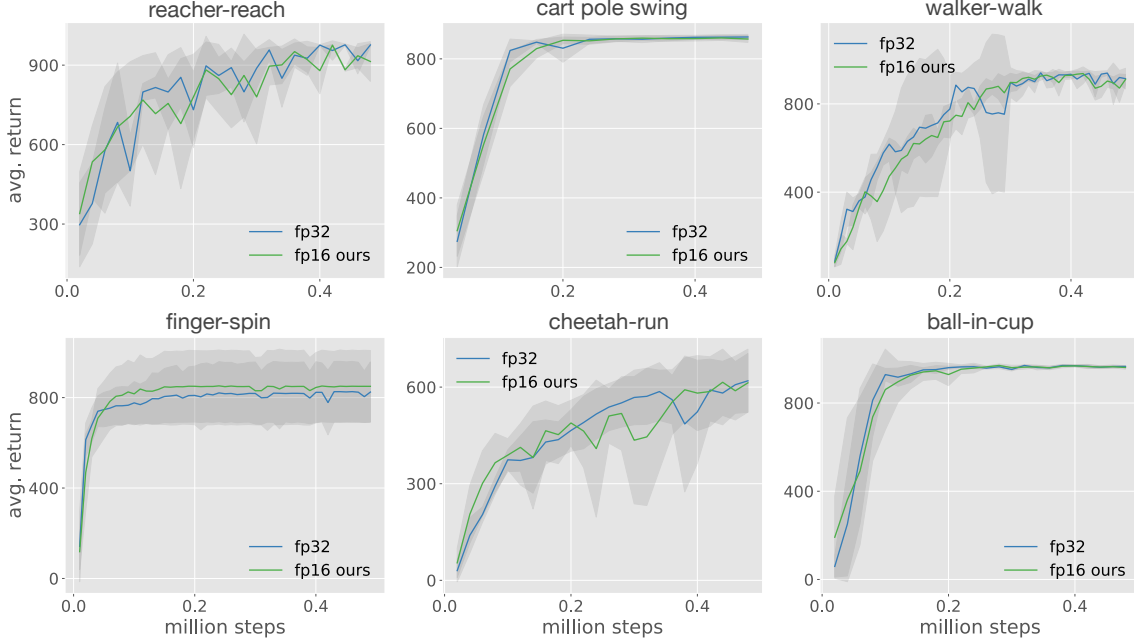 reacher-reach
cart pole swing
walker-walk
avg. return
900
600
300
0.0
0.2
0.4
fp32
fp16 ours
800
600
400
200
0.0
0.2
0.4
fp32
fp16 ours
800
400
0.0
0.2
0.4
fp32
fp16 ours
finger-spin
cheetah-run
ball-in-cup
avg. return
800
400
0
0.0
0.2
0.4
million steps
fp32
fp16 ours
600
300
0
0.0
0.2
0.4
million steps
fp32
fp16 ours
800
400
0
0.0
0.2
0.4
million steps
fp32
fp16 ours